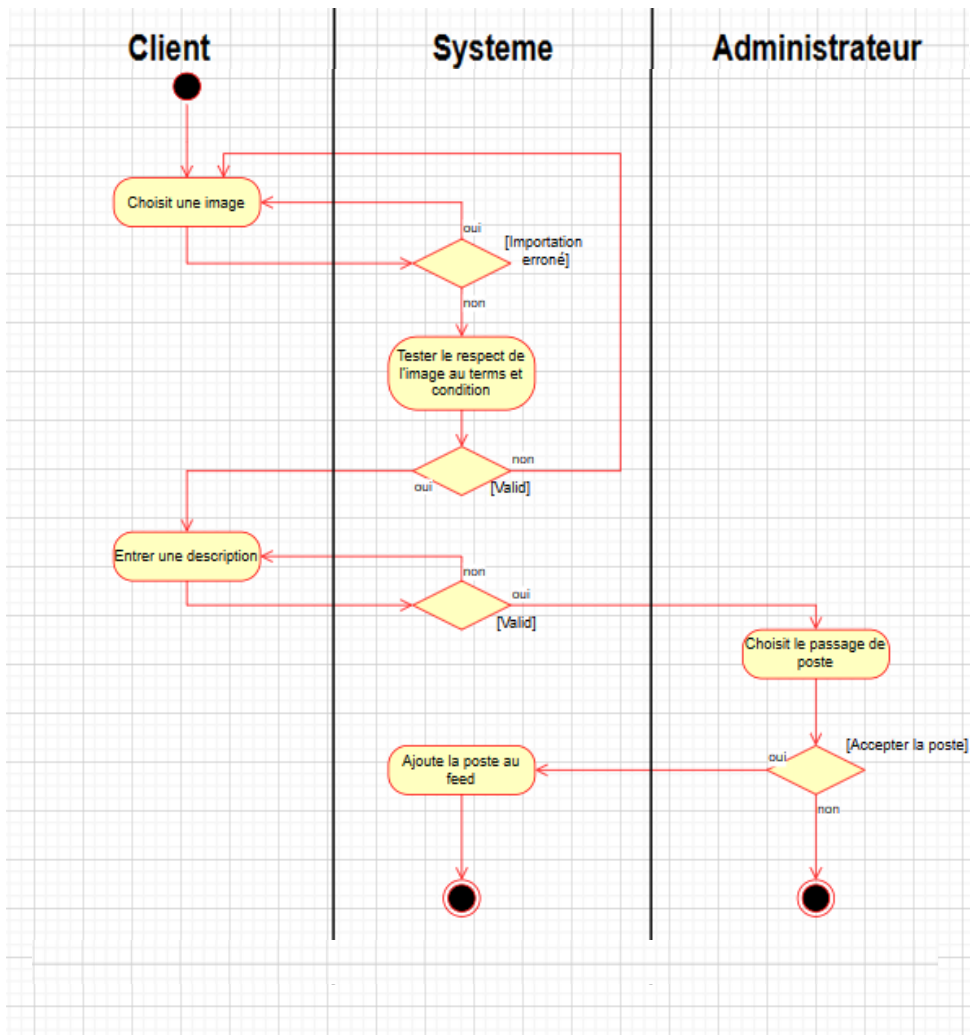 Client
Systeme
Administrateur
Choisit une image
oui
[Importation
erroné]
non
Tester le respect de
l'image au terms et
condition
non
oui
[Valid]
Entrer une description
non
oui
[Valid]
Choisit le passage de
poste
[Accepter la poste]
oui
Ajoute la poste au
feed
non